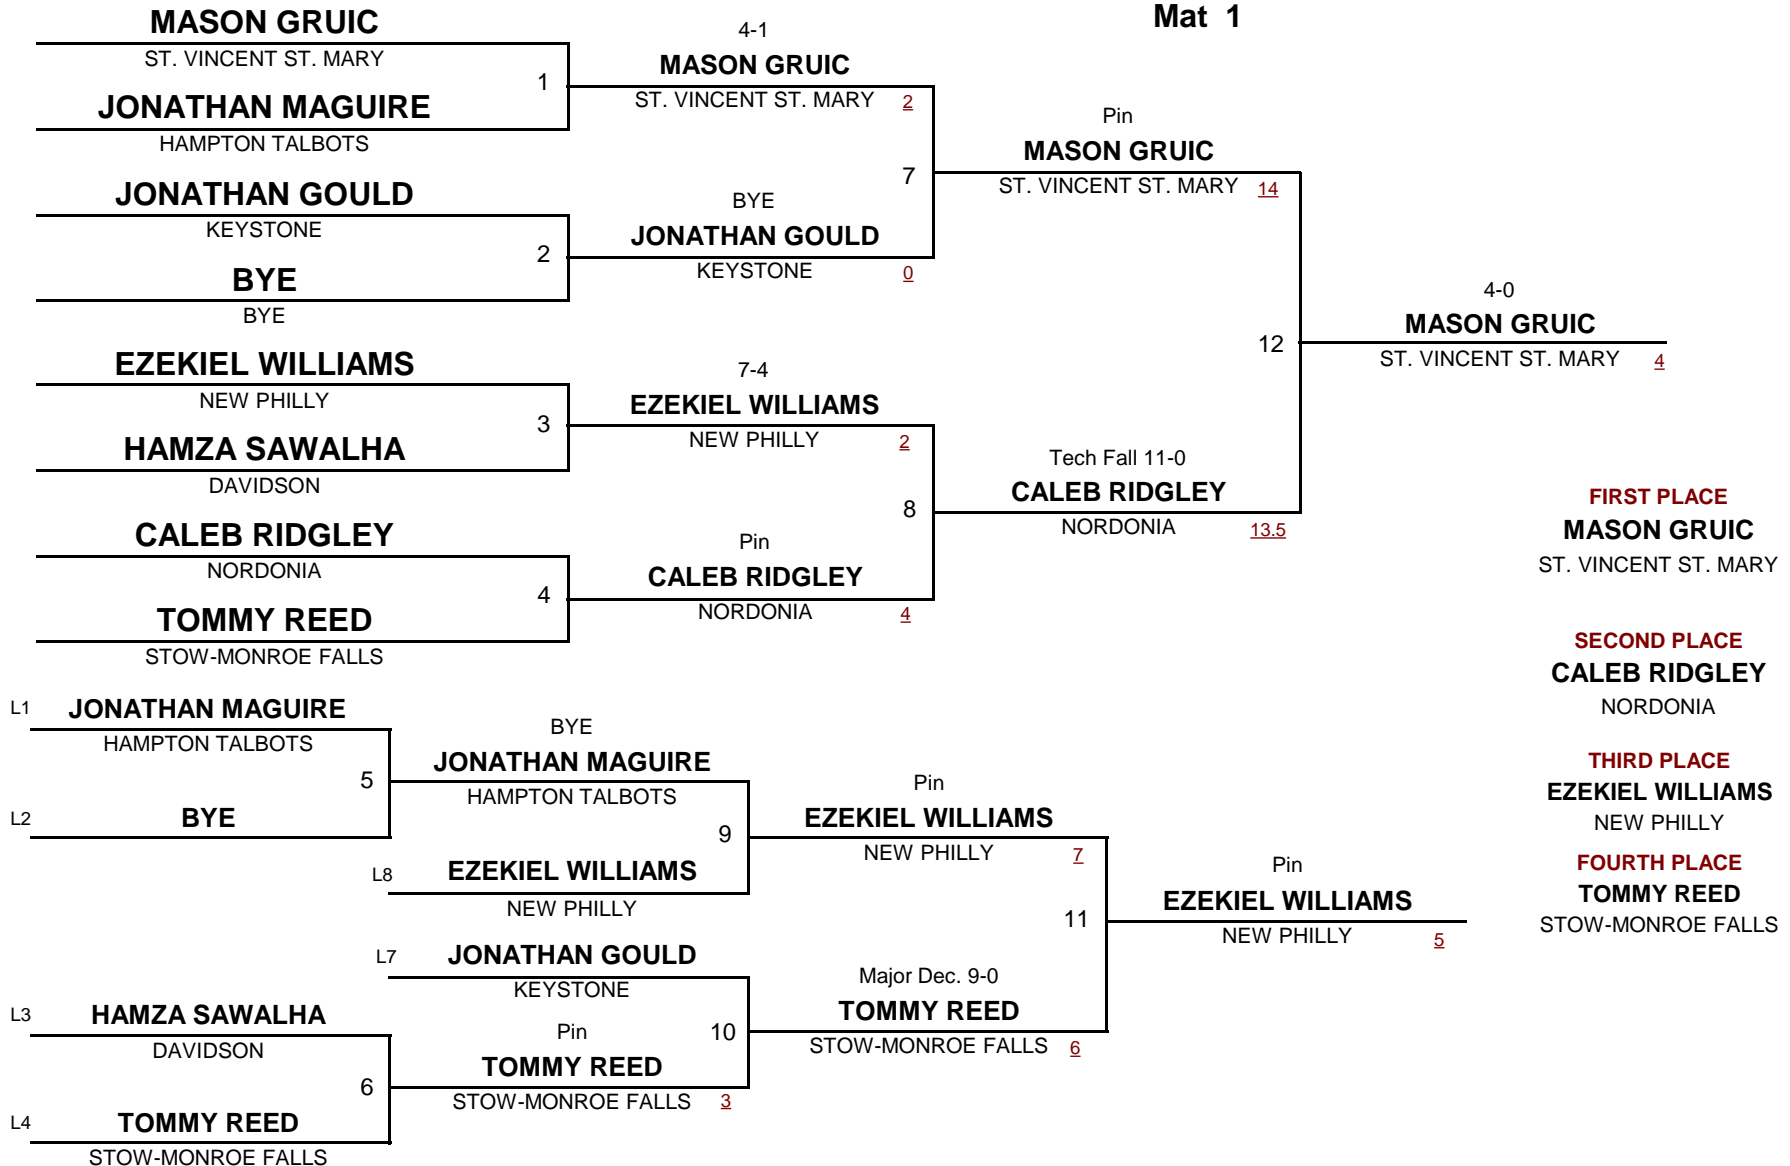 Mat 1
MASON GRUIC
ST. VINCENT ST. MARY
1
JONATHAN MAGUIRE
HAMPTON TALBOTS
JONATHAN GOULD
KEYSTONE
2
BYE
BYE
EZEKIEL WILLIAMS
NEW PHILLY
3
HAMZA SAWALHA
DAVIDSON
CALEB RIDGLEY
NORDONIA
4
TOMMY REED
STOW-MONROE FALLS
4-1
MASON GRUIC
ST. VINCENT ST. MARY 2
7
BYE
JONATHAN GOULD
KEYSTONE 0
7-4
EZEKIEL WILLIAMS
NEW PHILLY 2
8
Pin
CALEB RIDGLEY
NORDONIA 4
Pin
MASON GRUIC
ST. VINCENT ST. MARY 14
12
Tech Fall 11-0
CALEB RIDGLEY
NORDONIA 13.5
4-0
MASON GRUIC
ST. VINCENT ST. MARY 4
L1 JONATHAN MAGUIRE
HAMPTON TALBOTS
5
L2 BYE
BYE
JONATHAN MAGUIRE
HAMPTON TALBOTS
9
L8 EZEKIEL WILLIAMS
NEW PHILLY
L7 JONATHAN GOULD
KEYSTONE
10
Pin
TOMMY REED
STOW-MONROE FALLS 3
L3 HAMZA SAWALHA
DAVIDSON
6
L4 TOMMY REED
STOW-MONROE FALLS
Pin
EZEKIEL WILLIAMS
NEW PHILLY 7
11
Major Dec. 9-0
TOMMY REED
STOW-MONROE FALLS 6
Pin
EZEKIEL WILLIAMS
NEW PHILLY 5
FIRST PLACE
MASON GRUIC
ST. VINCENT ST. MARY
SECOND PLACE
CALEB RIDGLEY
NORDONIA
THIRD PLACE
EZEKIEL WILLIAMS
NEW PHILLY
FOURTH PLACE
TOMMY REED
STOW-MONROE FALLS